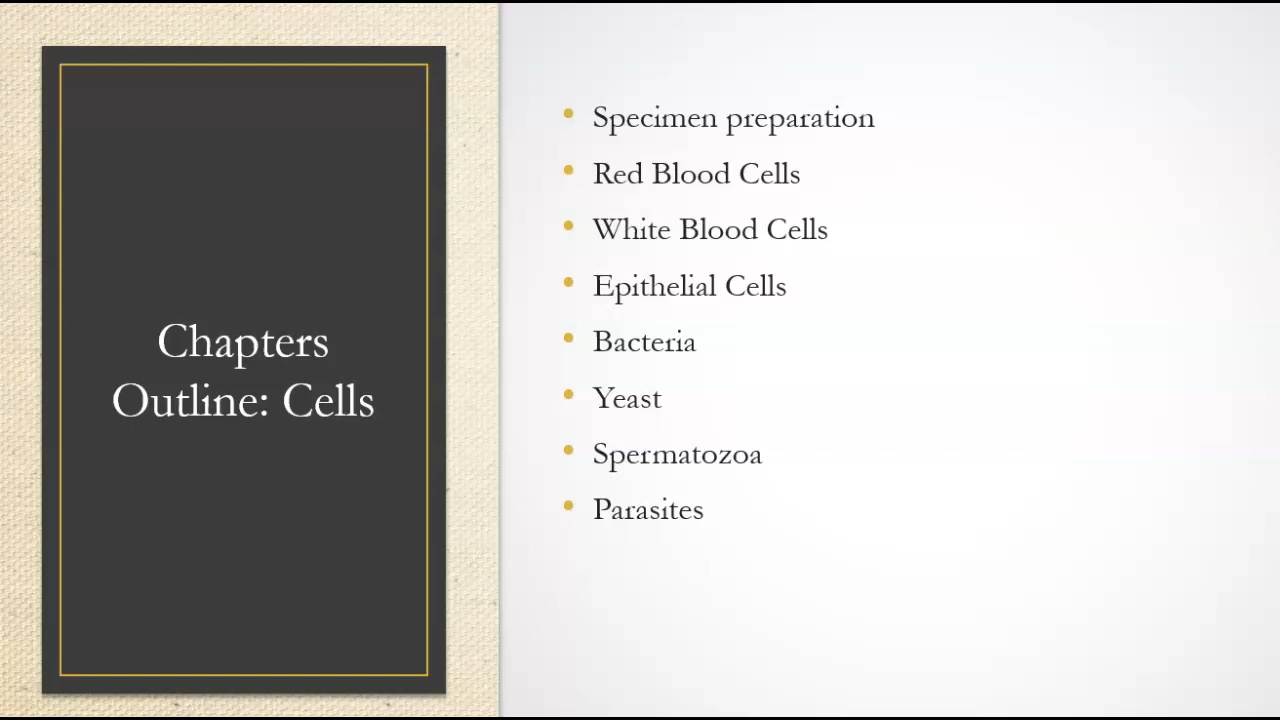 Chapters
Outline: Cells
Specimen preparation
Red Blood Cells
White Blood Cells
Epithelial Cells
Bacteria
Yeast
Spermatozoa
Parasites